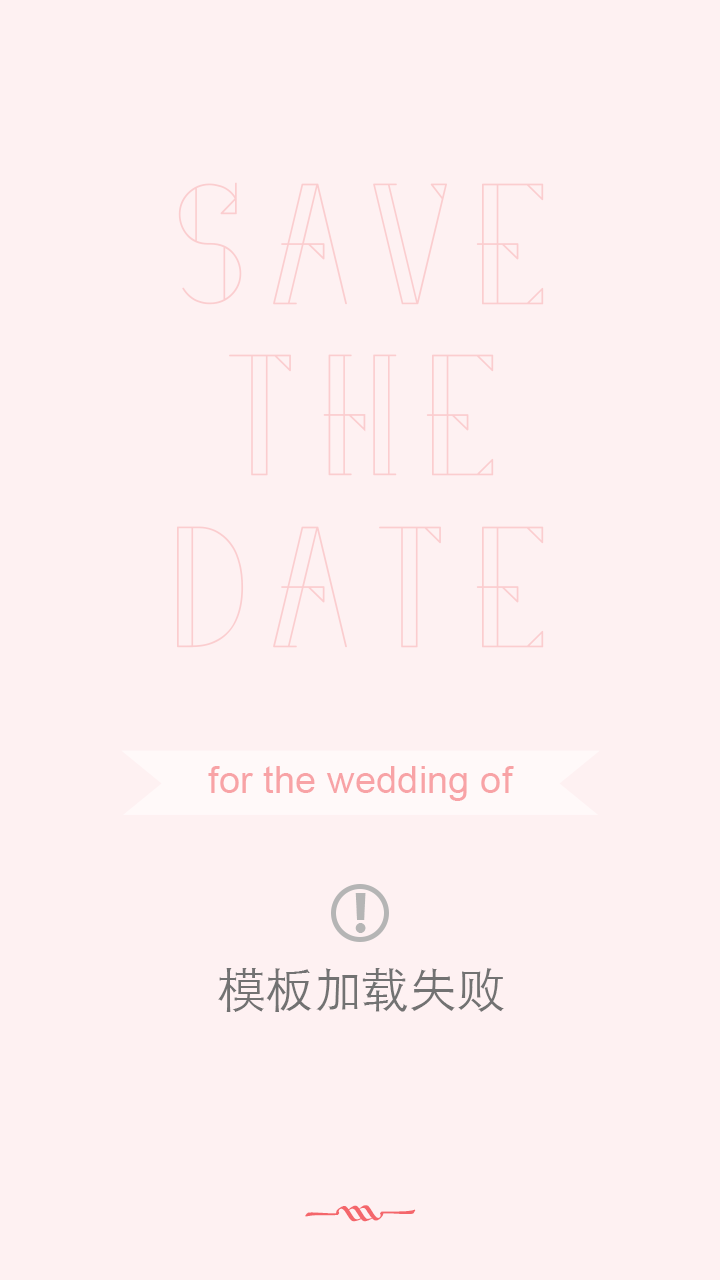 SAVE
THE
DATE
for the wedding of
模板加载失败